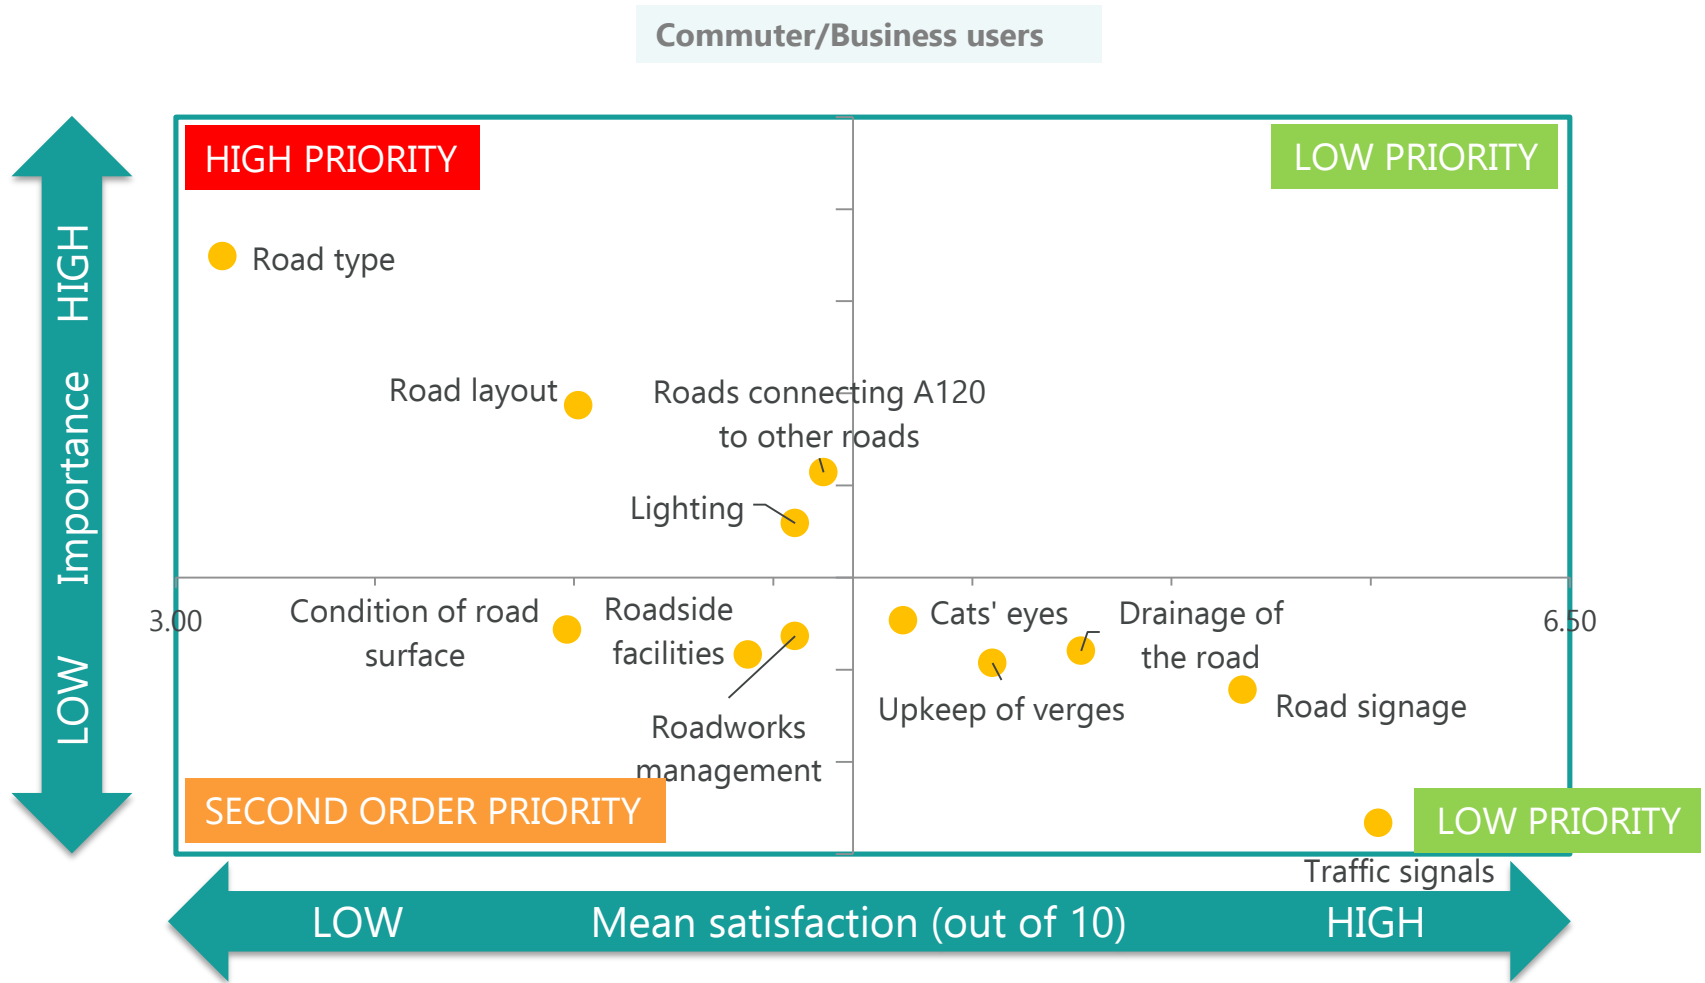 Commuter/Business users
HIGH PRIORITY
LOW PRIORITY
HIGH
Importance
LOW
Road type
Road layout
Roads connecting A120
to other roads
Lighting
3.00
6.50
Condition of road
surface
Roadside
facilities
Roadworks
management
Cats' eyes
Drainage of
the road
Upkeep of verges
Road signage
SECOND ORDER PRIORITY
LOW PRIORITY
Traffic signals
LOW
Mean satisfaction (out of 10)
HIGH